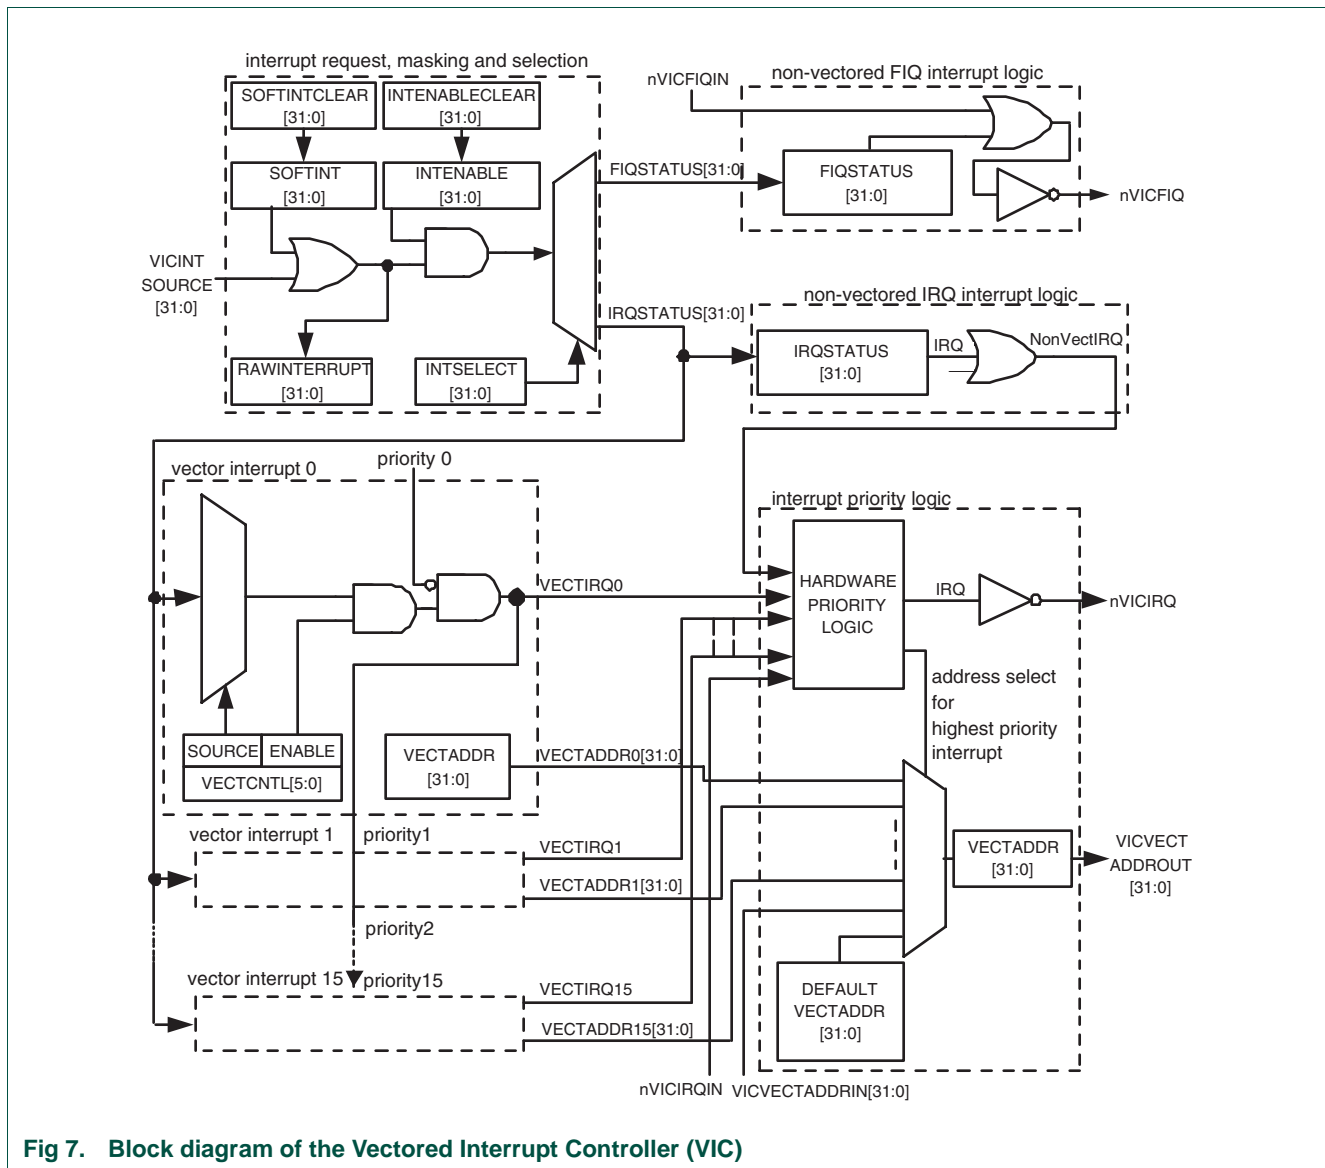 interrupt request, masking and selection
SOFTINTCLEAR
[31:0]
INTENABLECLEAR
[31:0]
SOFTINT
[31:0]
INTENABLE
[31:0]
VICINT
SOURCE
[31:0]
RAWINTERRUPT
[31:0]
INTSELECT
[31:0]
nVICFIQIN
non-vectored FIQ interrupt logic
FIQSTATUS[31:0]
FIQSTATUS
[31:0]
nVICFIQ
IRQSTATUS[31:0]
non-vectored IRQ interrupt logic
IRQSTATUS
[31:0]
IRQ
NonVectIRQ
vector interrupt 0
priority 0
SOURCE
ENABLE
VECTCNTL[5:0]
VECTADDR
[31:0]
VECTIRQ0
VECTADDR0[31:0]
interrupt priority logic
HARDWARE
PRIORITY
LOGIC
IRQ
nVICIRQ
address select
for
highest priority
interrupt
vector interrupt 1
priority1
VECTIRQ1
VECTADDR1[31:0]
VECTADDR
[31:0]
VICVECT
ADDROUT
[31:0]
priority2
vector interrupt 15
priority15
VECTIRQ15
VECTADDR15[31:0]
DEFAULT
VECTADDR
[31:0]
nVICIRQIN
VICVECTADDRIN[31:0]
Fig 7. Block diagram of the Vectored Interrupt Controller (VIC)